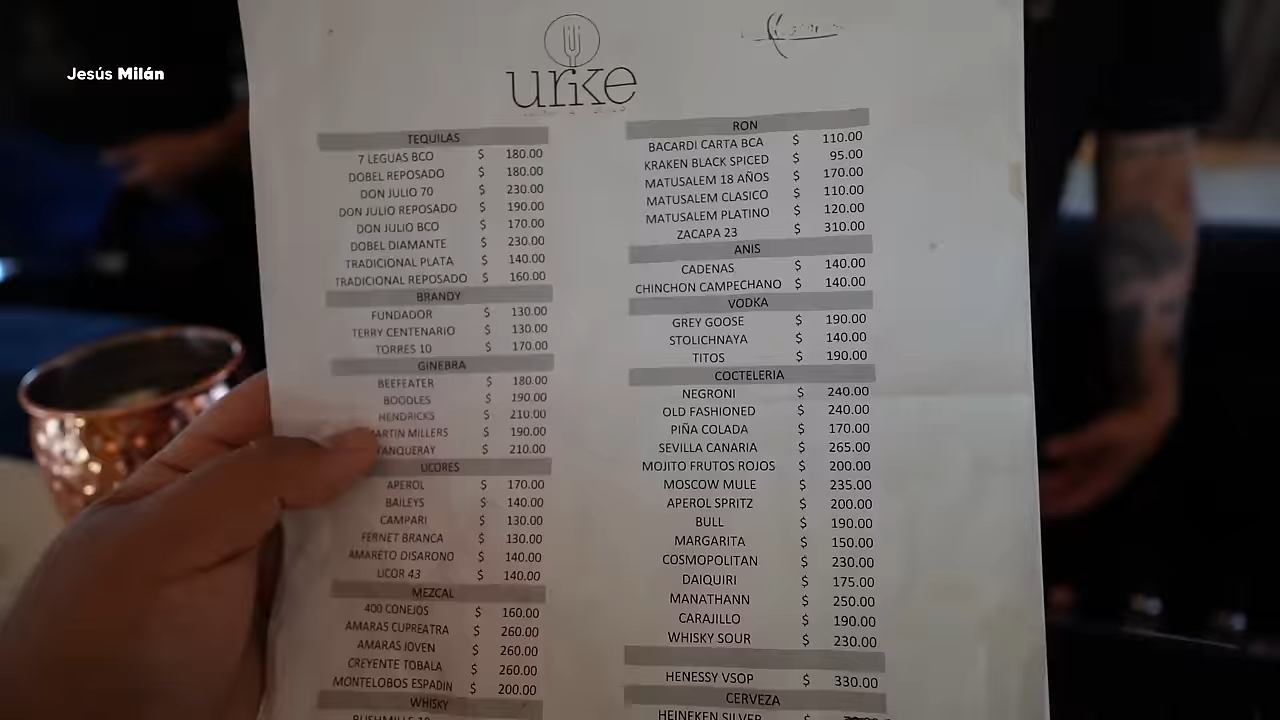 Jesús Milán
urike
TEQUILAS
7 LEGUAS BCO $ 180.00
DOBEL REPOSADO $ 180.00
DON JULIO 70 $ 230.00
DON JULIO REPOSADO $ 190.00
DON JULIO BCO $ 170.00
DOBEL DIAMANTE $ 230.00
TRADICIONAL PLATA $ 140.00
TRADICIONAL REPOSADO $ 160.00
BRANDY
FUNDADOR $ 130.00
TERRY CENTENARIO $ 130.00
TORRES 10 $ 170.00
GINEBRA
BEEFEATER $ 180.00
BOODLES $ 190.00
HENDRICKS $ 210.00
ARTIN MILLERS $ 190.00
TANQUERAY $ 210.00
LICORES
APEROL $ 170.00
BAILEYS $ 140.00
CAMPARI $ 130.00
FERNET BRANCA $ 130.00
AMARETO DISARONO $ 140.00
LICOR 43 $ 140.00
MEZCAL
400 CONEJOS $ 160.00
AMARAS CUPREATRA $ 260.00
AMARAS JOVEN $ 260.00
CREYENTE TOBALA $ 260.00
MONTELOBOS ESPADIN $ 200.00
WHISKY
RON
BACARDI CARTA BCA $ 110.00
KRAKEN BLACK SPICED $ 95.00
MATUSALEM 18 AÑOS $ 170.00
MATUSALEM CLASICO $ 110.00
MATUSALEM PLATINO $ 120.00
ZACAPA 23 $ 310.00
ANIS
CADENAS $ 140.00
CHINCHON CAMPECHANO $ 140.00
VODKA
GREY GOOSE $ 190.00
STOLICHNAYA $ 140.00
TITOS $ 190.00
COCTELERIA
NEGRONI $ 240.00
OLD FASHIONED $ 240.00
PIÑA COLADA $ 170.00
SEVILLA CANARIA $ 265.00
MOJITO FRUTOS ROJOS $ 200.00
MOSCOW MULE $ 235.00
APEROL SPRITZ $ 200.00
BULL $ 190.00
MARGARITA $ 150.00
COSMOPOLITAN $ 230.00
DAIQUIRI $ 175.00
MANATHANN $ 250.00
CARAJILLO $ 190.00
WHISKY SOUR $ 230.00
HENESSY VSOP $ 330.00
CERVEZA
HEINEKEN SILVER $